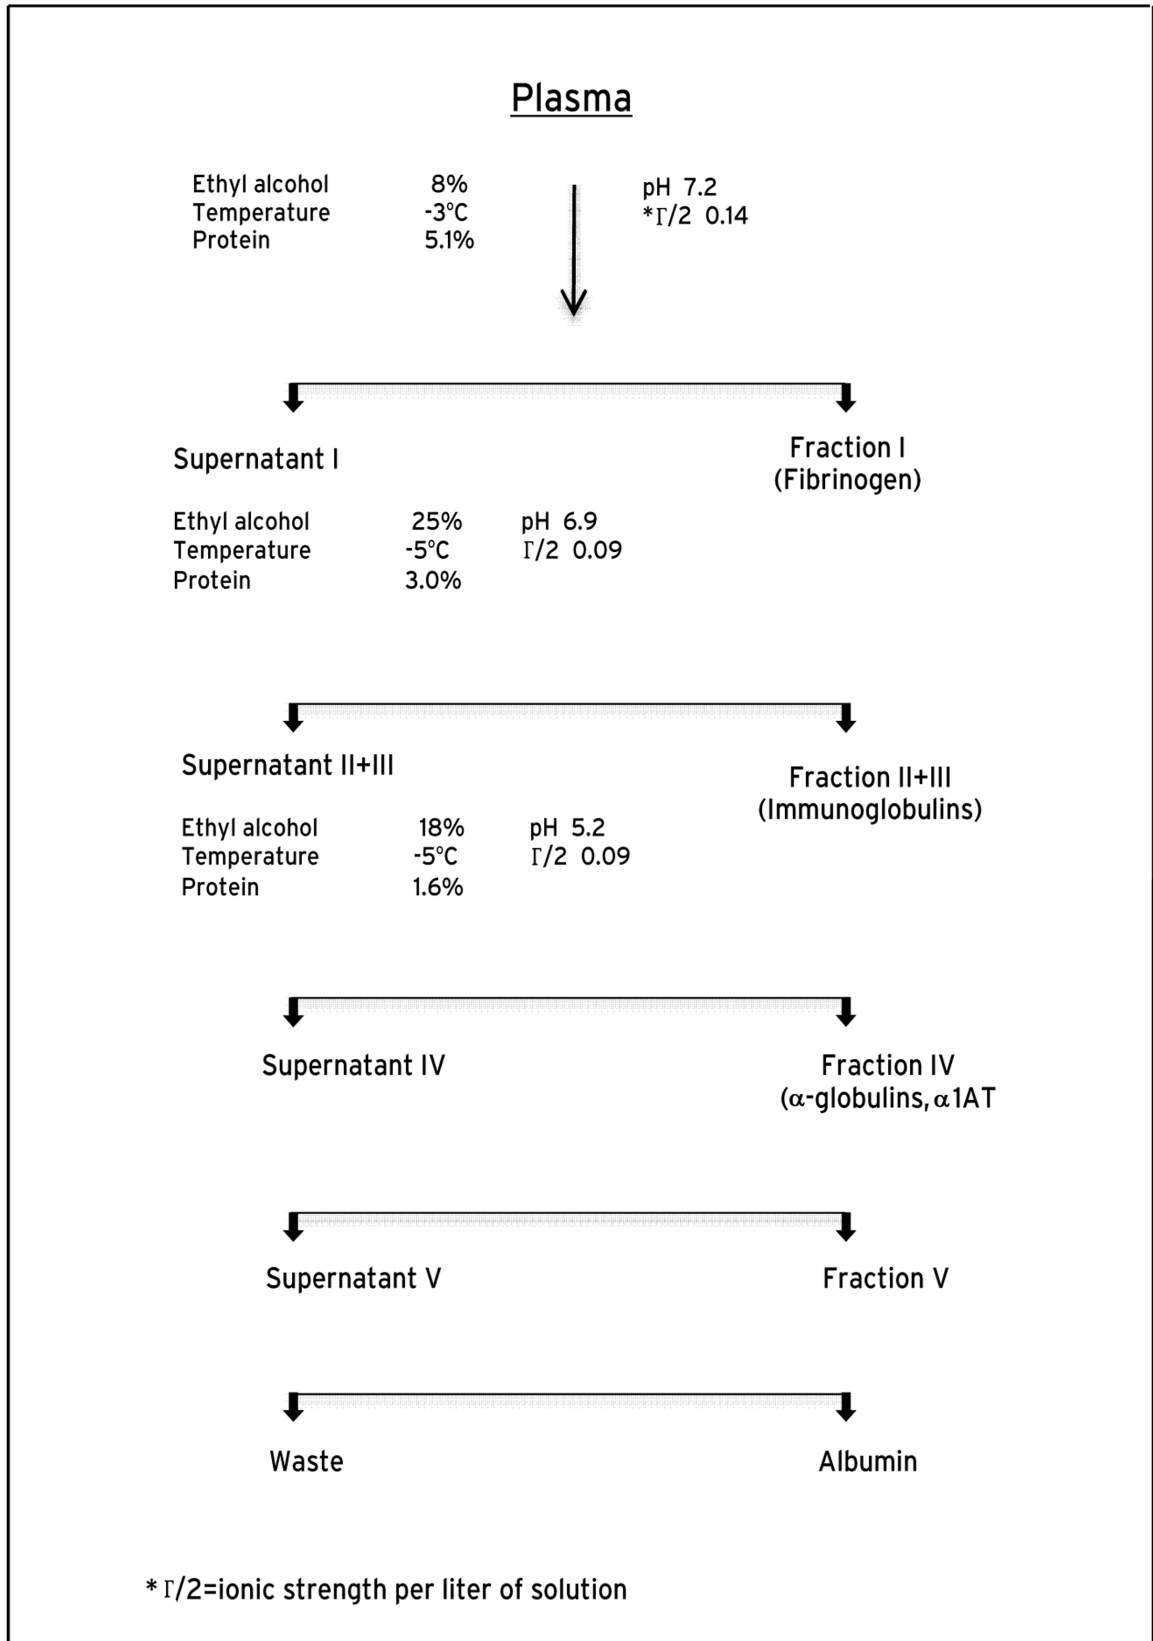 Plasma
Ethyl alcohol 8% pH 7.2
Temperature -3°C *Γ/2 0.14
Protein 5.1%
Supernatant I
Fraction I
(Fibrinogen)
Ethyl alcohol 25% pH 6.9
Temperature -5°C Γ/2 0.09
Protein 3.0%
Supernatant II+III
Fraction II+III
(Immunoglobulins)
Ethyl alcohol 18% pH 5.2
Temperature -5°C Γ/2 0.09
Protein 1.6%
Supernatant IV
Fraction IV
(α-globulins, α1AT
Supernatant V Fraction V
Waste Albumin
* Γ/2=ionic strength per liter of solution